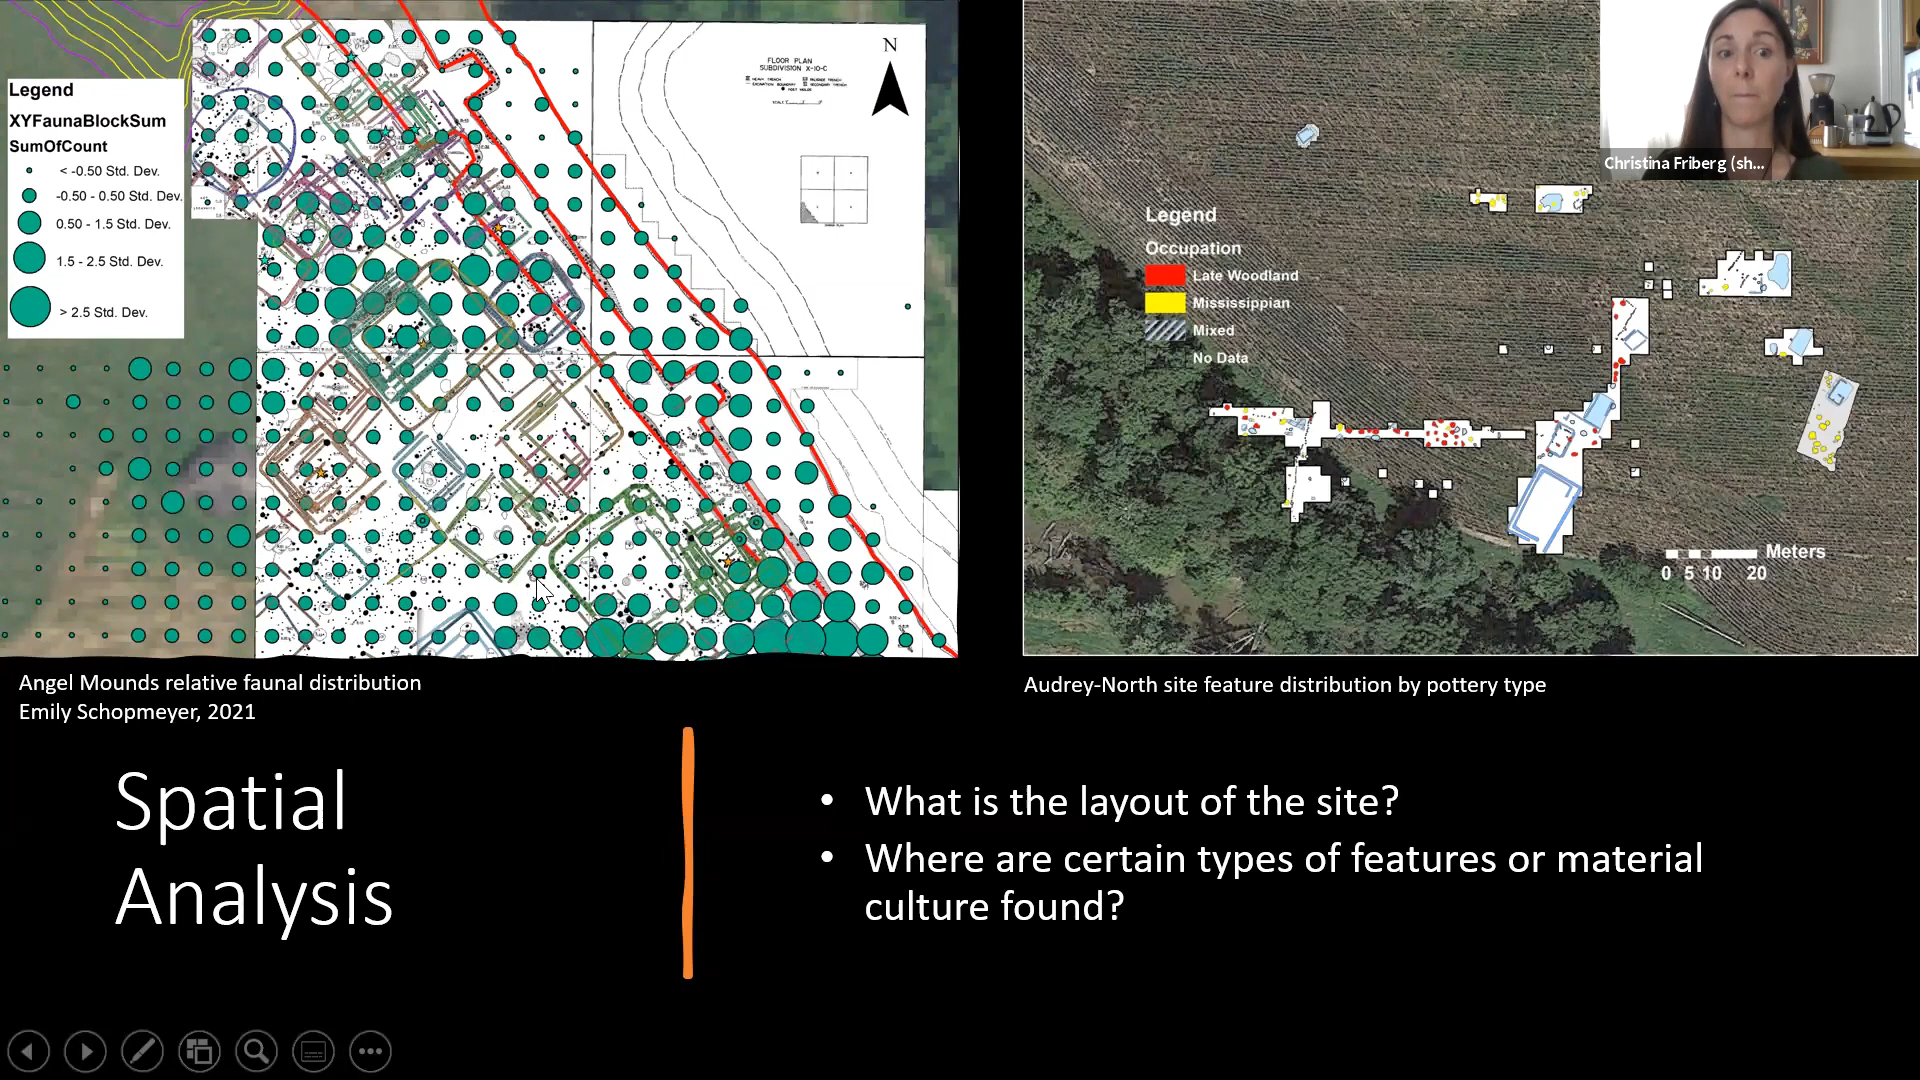 N
FLOOR PLAN
SUBDIVISION X-10-C
Legend
XYFaunaBlockSum
SumOfCount
< -0.50 Std. Dev.
-0.50 - 0.50 Std. Dev.
0.50 - 1.5 Std. Dev.
1.5 - 2.5 Std. Dev.
> 2.5 Std. Dev.
Christina Friberg (sh...
Legend
Occupation
Late Woodland
Mississippian
Mixed
No Data
Meters
0 5 10 20
Angel Mounds relative faunal distribution
Emily Schopmeyer, 2021
Audrey-North site feature distribution by pottery type
Spatial
Analysis
• What is the layout of the site?
• Where are certain types of features or material
culture found?